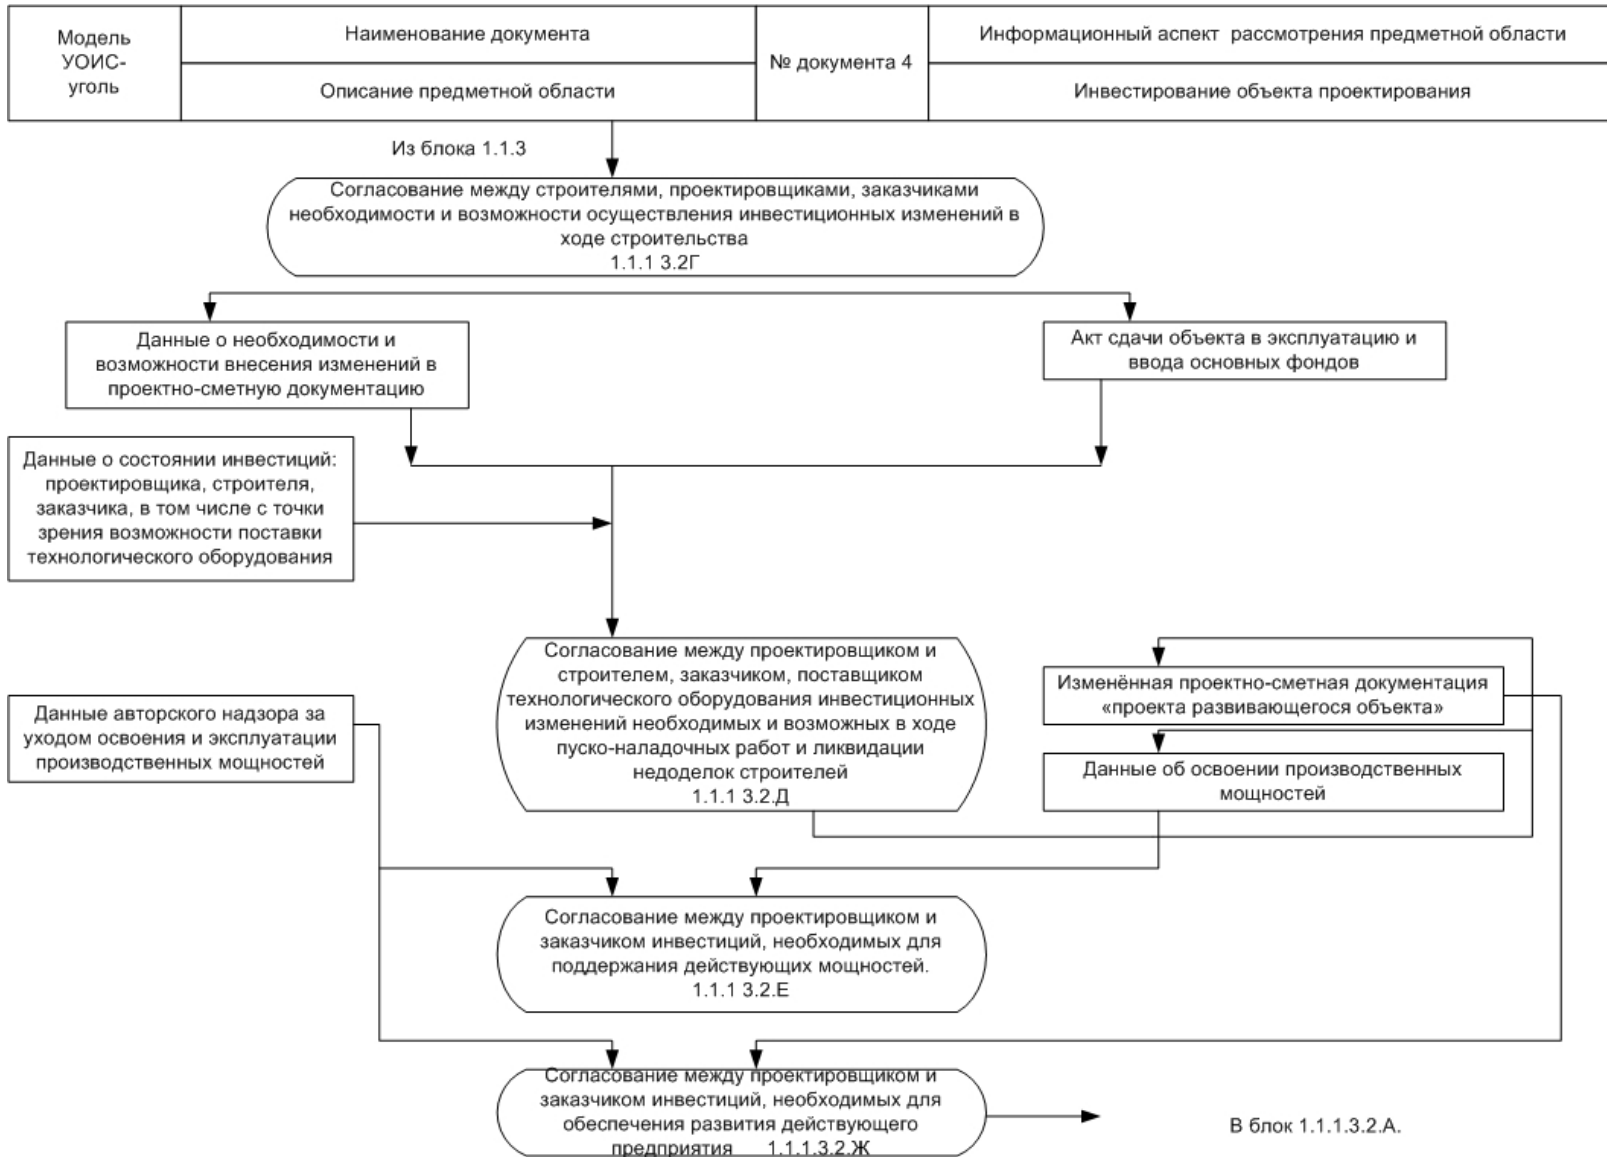 Модель
УОИС-
уголь
Наименование документа
Описание предметной области
№ документа 4
Информационный аспект рассмотрения предметной области
Инвестирование объекта проектирования
Из блока 1.1.3
Согласование между строителями, проектировщиками, заказчиками
необходимости и возможности осуществления инвестиционных изменений в
ходе строительства
1.1.1 3.2Г
Данные о необходимости и
возможности внесения изменений в
проектно-сметную документацию
Акт сдачи объекта в эксплуатацию и
ввода основных фондов
Данные о состоянии инвестиций:
проектировщика, строителя,
заказчика, в том числе с точки
зрения возможности поставки
технологического оборудования
Согласование между проектировщиком и
строителем, заказчиком, поставщиком
технологического оборудования инвестиционных
изменений необходимых и возможных в ходе
пуско-наладочных работ и ликвидации
недоделок строителей
1.1.1 3.2.Д
Изменённая проектно-сметная документация
«проекта развивающегося объекта»
Данные авторского надзора за
уходом освоения и эксплуатации
производственных мощностей
Данные об освоении производственных
мощностей
Согласование между проектировщиком и
заказчиком инвестиций, необходимых для
поддержания действующих мощностей.
1.1.1 3.2.Е
Согласование между проектировщиком и
заказчиком инвестиций, необходимых для
обеспечения развития действующего
предприятия 1.1.1.3.2.Ж
В блок 1.1.1.3.2.А.